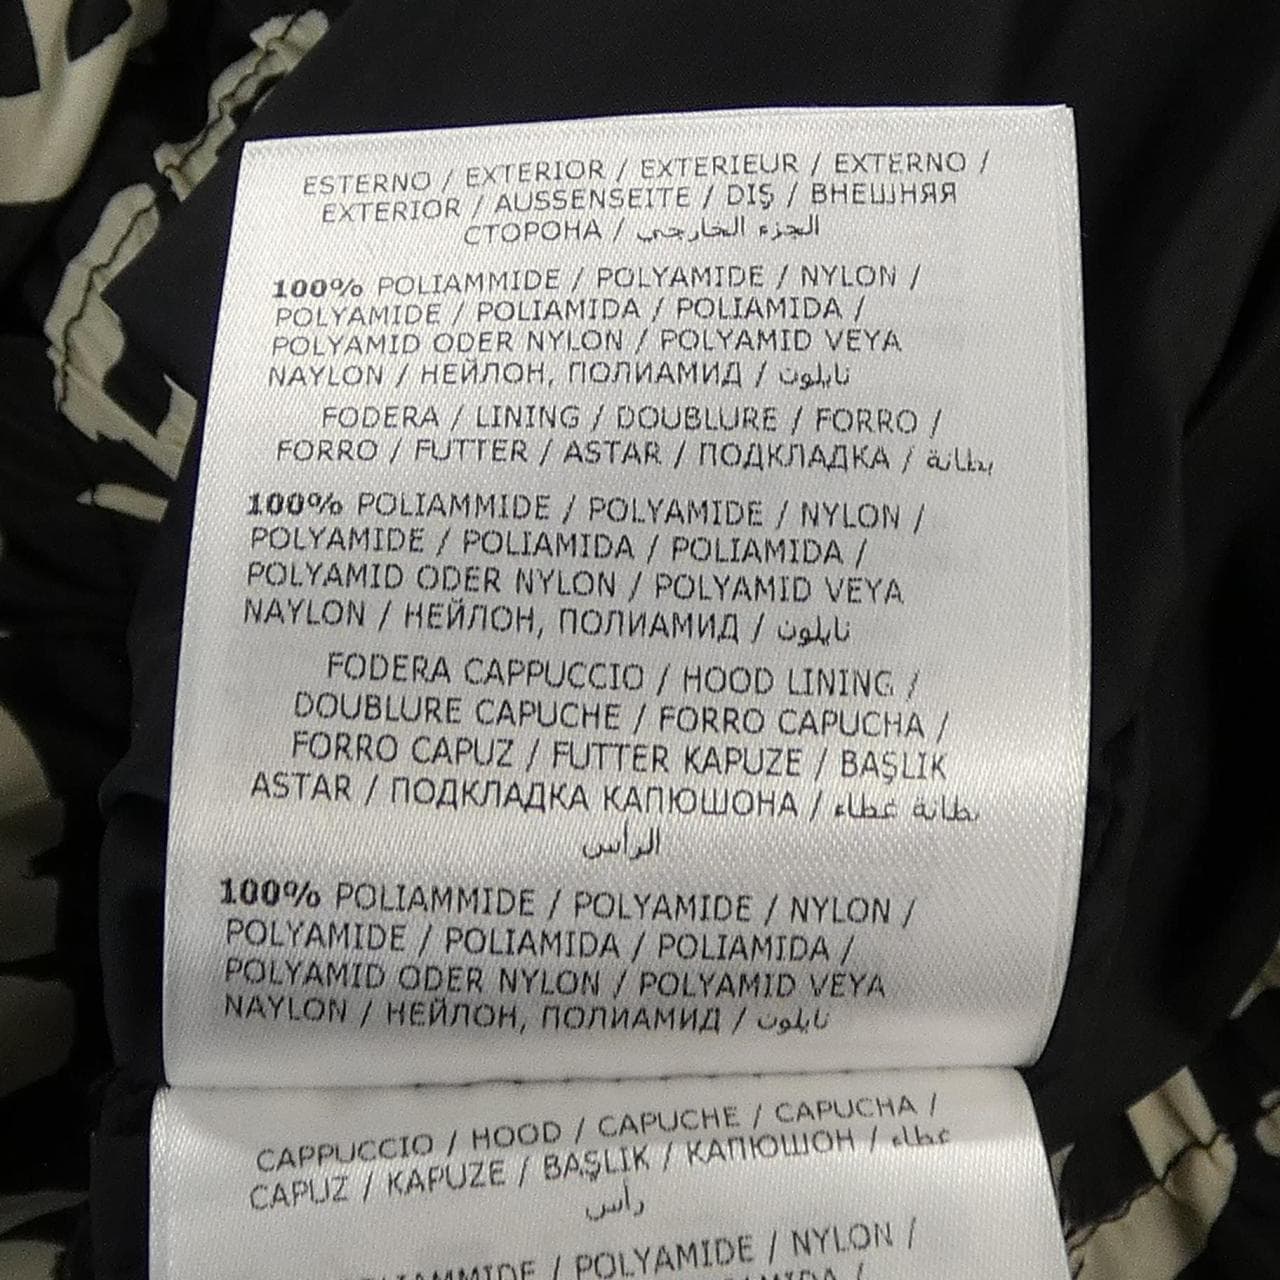 ESTERNO / EXTERIOR / EXTERIEUR / EXTERNO /
EXTERIOR / AUSSENSEITE / DIŞ / ВНЕШНЯЯ
СТОРОНА / الجزء الخارجي
100% POLIAMMIDE / POLYAMIDE / NYLON /
POLYAMIDE / POLIAMIDA / POLIAMIDA /
POLYAMID ODER NYLON / POLYAMID VEYA
NAYLON / НЕЙЛОН, ПОЛИАМИД / نايلون
FODERA / LINING / DOUBLURE / FORRO /
FORRO / FUTTER / ASTAR / ПОДКЛАДКА / بطانة
100% POLIAMMIDE / POLYAMIDE / NYLON /
POLYAMIDE / POLIAMIDA / POLIAMIDA /
POLYAMID ODER NYLON / POLYAMID VEYA
NAYLON / НЕЙЛОН, ПОЛИАМИД / نايلون
FODERA CAPPUCCIO / HOOD LINING /
DOUBLURE CAPUCHE / FORRO CAPUCHA /
FORRO CAPUZ / FUTTER KAPUZE / BAŞLIK
ASTAR / ПОДКЛАДКА КАПЮШОНА / بطانة غطاء
الرأس
100% POLIAMMIDE / POLYAMIDE / NYLON /
POLYAMIDE / POLIAMIDA / POLIAMIDA /
POLYAMID ODER NYLON / POLYAMID VEYA
NAYLON / НЕЙЛОН, ПОЛИАМИД / نايلون
CAPPUCCIO / HOOD / CAPUCHE / CAPUCHA /
CAPUZ / KAPUZE / BAŞLIK / КАПЮШОН / غطاء
رأس
POLYAMIDE / NYLON /